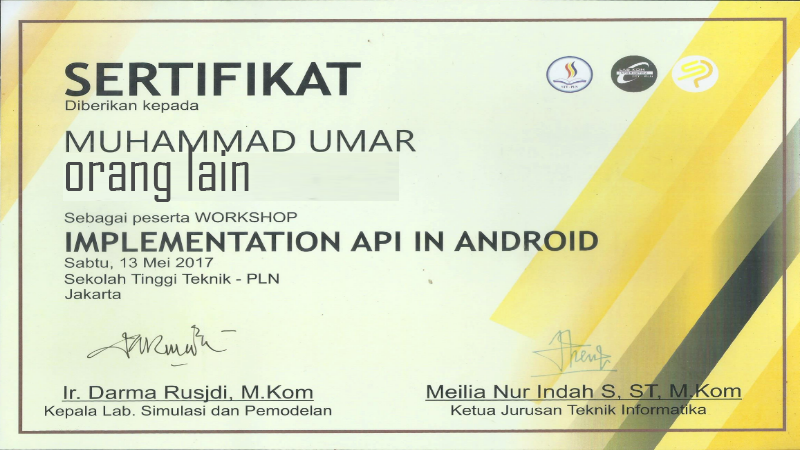 SERTIFIKAT
Diberikan kepada
MUHAMMAD UMAR
orang lain
Sebagai peserta WORKSHOP
IMPLEMENTATION API IN ANDROID
Sabtu, 13 Mei 2017
Sekolah Tinggi Teknik - PLN
Jakarta
Ir. Darma Rusjdi, M.Kom
Kepala Lab. Simulasi dan Pemodelan
Meilia Nur Indah S, ST, M.Kom
Ketua Jurusan Teknik Informatika